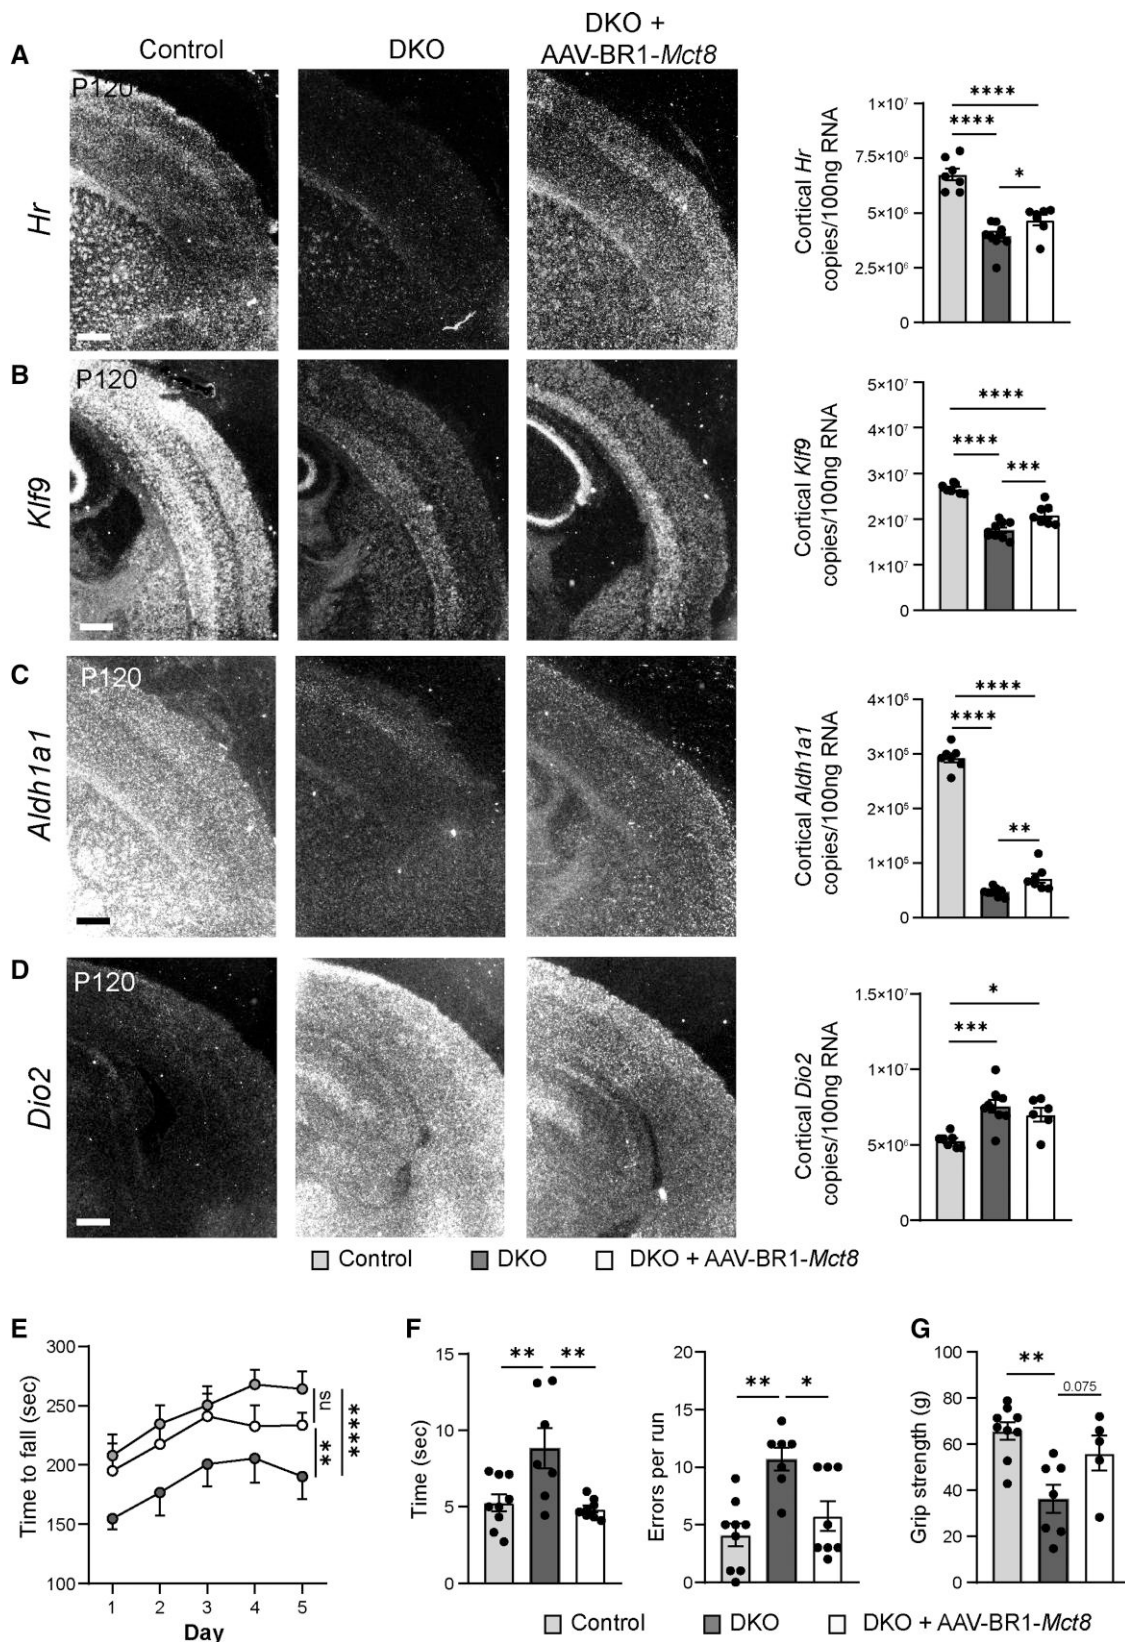 Control
DKO
DKO +
AAV-BR1-Mct8
A
P120
Hr
Cortical Hr
copies/100ng RNA
1×10⁷
7.5×10⁶
5×10⁶
2.5×10⁶
0
****
****
*
B
P120
Klf9
Cortical Klf9
copies/100ng RNA
5×10⁷
4×10⁷
3×10⁷
2×10⁷
1×10⁷
0
****
****
***
C
P120
Aldh1a1
Cortical Aldh1a1
copies/100ng RNA
4×10⁵
3×10⁵
2×10⁵
1×10⁵
0
****
****
**
D
P120
Dio2
Cortical Dio2
copies/100ng RNA
1.5×10⁷
1×10⁷
5×10⁶
0
*
***
Control DKO DKO + AAV-BR1-Mct8
E
Time to fall (sec)
300
250
200
150
100
1 2 3 4 5
Day
ns
**
****
F
Time (sec)
15
10
5
0
** **
Errors per run
20
15
10
5
0
** *
G
Grip strength (g)
100
80
60
40
20
0
**
0.075
Control DKO DKO + AAV-BR1-Mct8